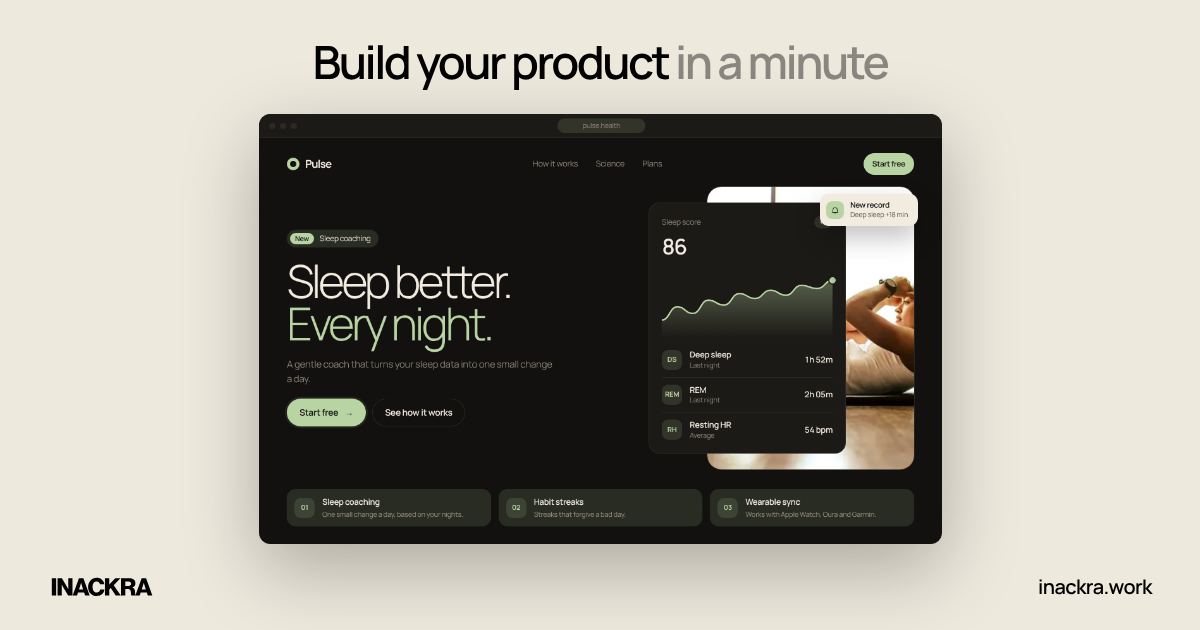 Build your product in a minute
pulse.health
Pulse
How it works
Science
Plans
Start free
New
Sleep coaching
Sleep better.
Every night.
A gentle coach that turns your sleep data into one small change
a day.
Start free →
See how it works
Sleep score
86
New record
Deep sleep +18 min
DS
Deep sleep
Last night
1h 52m
REM
REM
Last night
2h 05m
RH
Resting HR
Average
54 bpm
01
Sleep coaching
One small change a day, based on your nights.
02
Habit streaks
Streaks that forgive a bad day.
03
Wearable sync
Works with Apple Watch, Oura and Garmin.
INACKRA
inackra.work